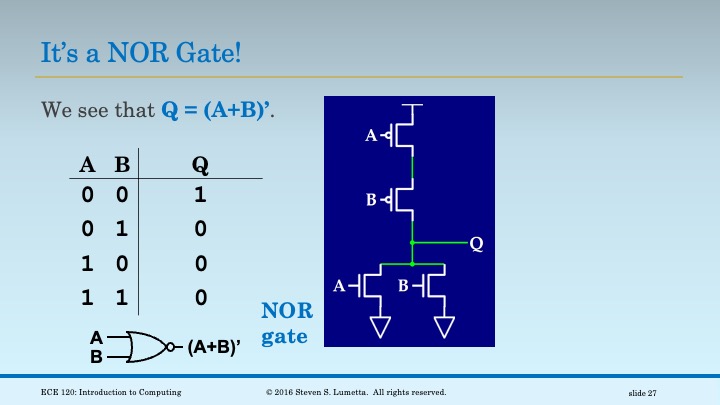 It’s a NOR Gate!
We see that Q = (A+B)’.
A B Q
0 0 1
0 1 0
1 0 0
1 1 0
A
B
(A+B)’
NOR
gate
A
B
Q
A B
ECE 120: Introduction to Computing © 2016 Steven S. Lumetta. All rights reserved. slide 27